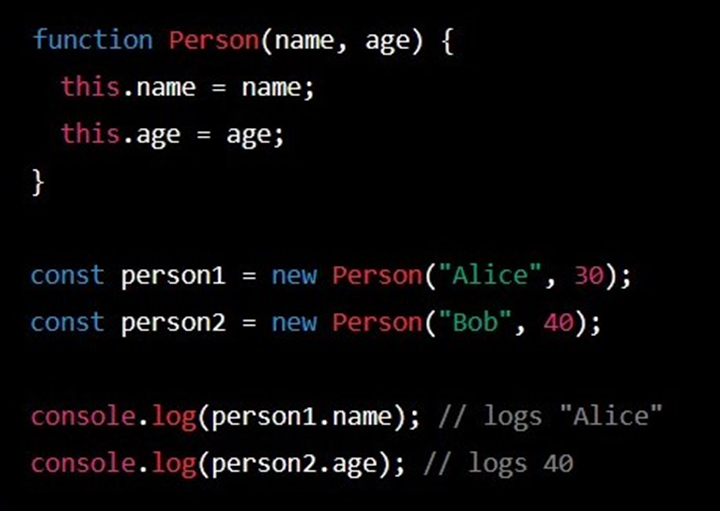 function Person(name, age) {
  this.name = name;
  this.age = age;
}

const person1 = new Person("Alice", 30);
const person2 = new Person("Bob", 40);

console.log(person1.name); // logs "Alice"
console.log(person2.age); // logs 40